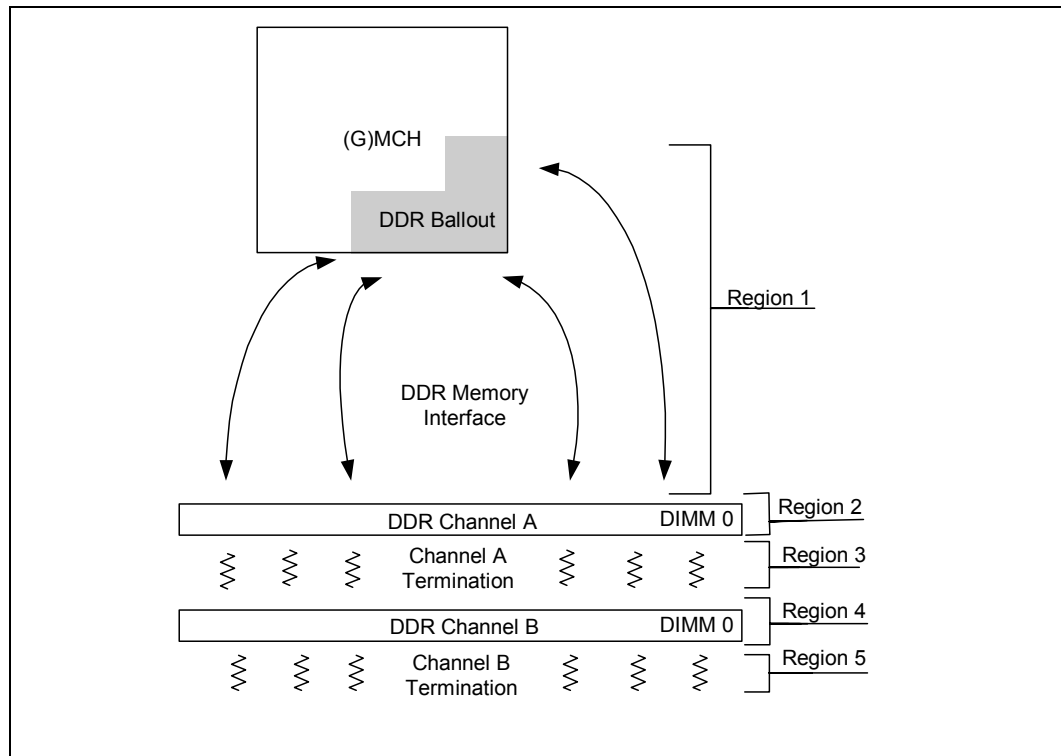 (G)MCH
DDR Ballout
Region 1
DDR Memory
Interface
DDR Channel A
DIMM 0
Region 2
Channel A
Termination
Region 3
DDR Channel B
DIMM 0
Region 4
Channel B
Termination
Region 5